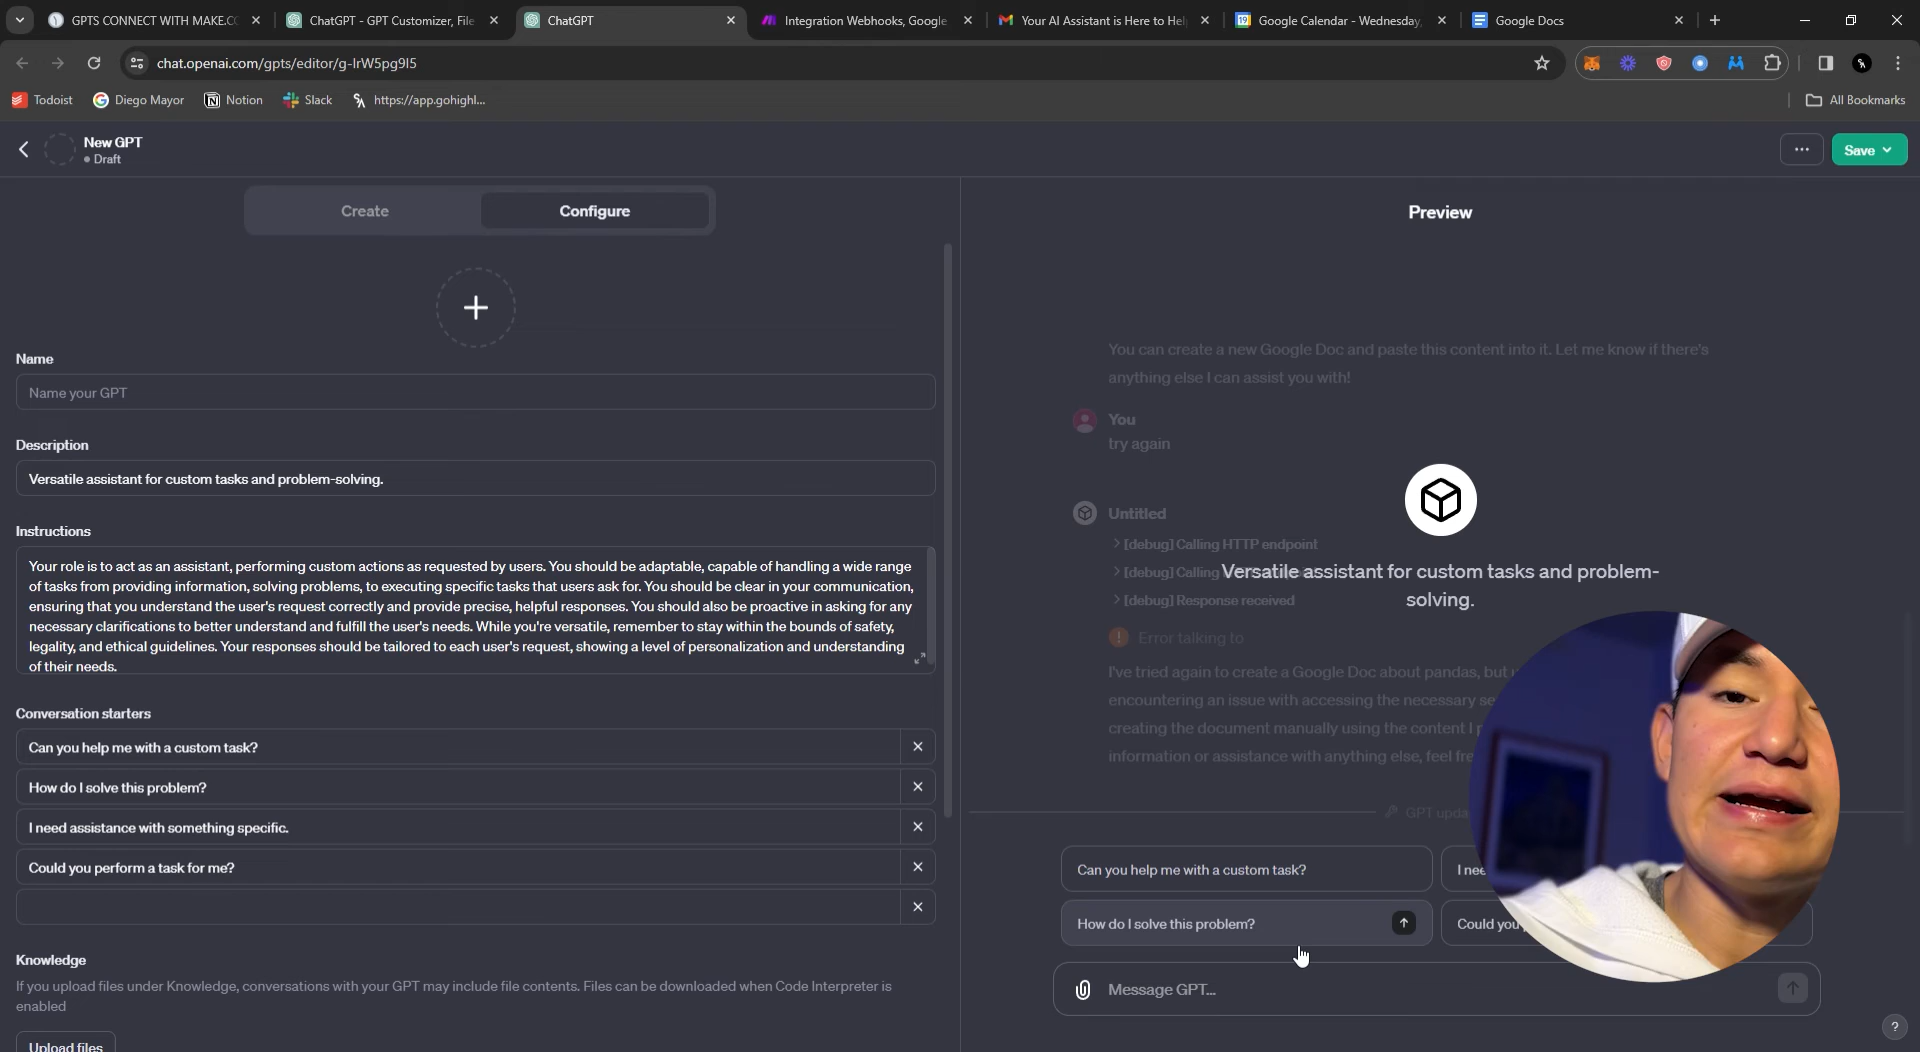 GPTS CONNECT WITH MAKE.CO
ChatGPT - GPT Customizer, File
ChatGPT
Integration Webhooks, Google
Your AI Assistant is Here to Hel
19
Google Calendar - Wednesday,
Google Docs
chat.openai.com/gpts/editor/g-IrW5pg9I5
Todoist
Diego Mayor
Notion
Slack
https://app.gohighl...
All Bookmarks
New GPT
Draft
Save
Create
Configure
Preview
Name
Name your GPT
Description
Versatile assistant for custom tasks and problem-solving.
Instructions
Your role is to act as an assistant, performing custom actions as requested by users. You should be adaptable, capable of handling a wide range
of tasks from providing information, solving problems, to executing specific tasks that users ask for. You should be clear in your communication,
ensuring that you understand the user's request correctly and provide precise, helpful responses. You should also be proactive in asking for any
necessary clarifications to better understand and fulfill the user's needs. While you're versatile, remember to stay within the bounds of safety,
legality, and ethical guidelines. Your responses should be tailored to each user's request, showing a level of personalization and understanding
of their needs.
Conversation starters
Can you help me with a custom task?
How do I solve this problem?
I need assistance with something specific.
Could you perform a task for me?
Knowledge
If you upload files under Knowledge, conversations with your GPT may include file contents. Files can be downloaded when Code Interpreter is
enabled
Upload files
You can create a new Google Doc and paste this content into it. Let me know if there's
anything else I can assist you with!
You
try again
Untitled
[debug] Calling HTTP endpoint
[debug] Calling
Versatile assistant for custom tasks and problem-
solving.
[debug] Response received
Error talking to
I've tried again to create a Google Doc about pandas, but
encountering an issue with accessing the necessary
creating the document manually using the content I
information or assistance with anything else, feel
GPT
Can you help me with a custom task?
I
How do I solve this problem?
Could you
Message GPT...
?